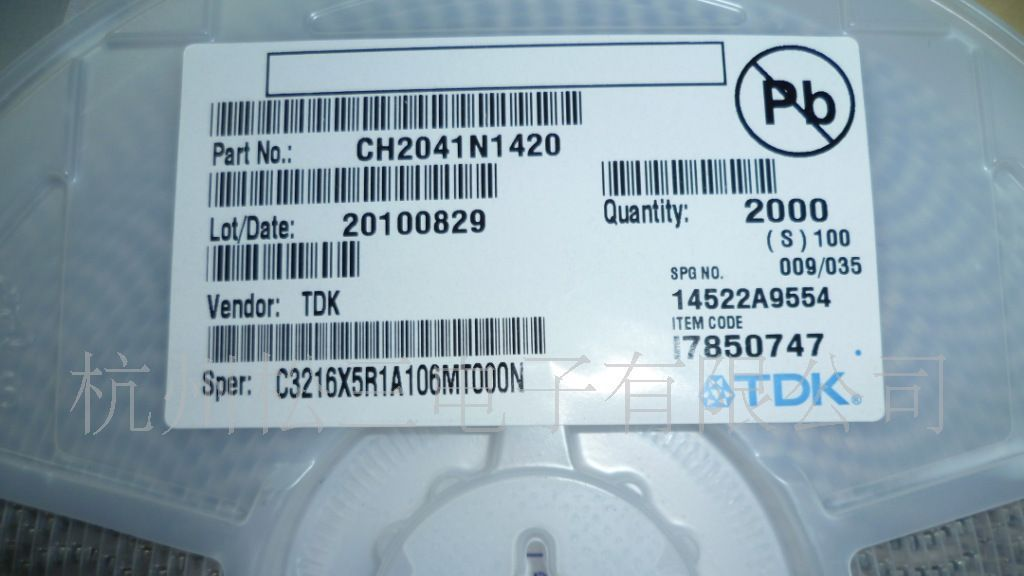 Pb
Part No.: CH2041N1420
Lot/Date: 20100829
Quantity: 2000
(S) 100
009/035
Vendor: TDK
SPG NO.
14522A9554
ITEM CODE
I7850747
Sper: C3216X5R1A106MT000N
TDK®
杭州 电子有限公司